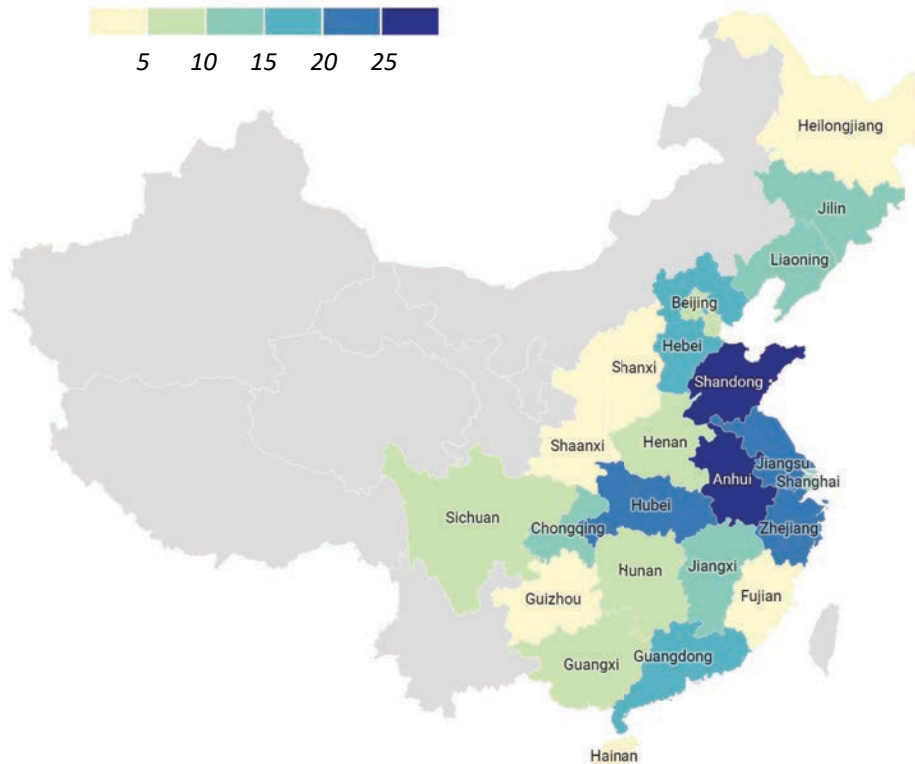 5 10 15 20 25
Heilongjiang
Jilin
Liaoning
Beijing
Hebei
Shanxi
Shandong
Shaanxi
Henan
Jiangsu
Anhui
Shanghai
Hubei
Sichuan
Chongqing
Zhejiang
Jiangxi
Hunan
Guizhou
Fujian
Guangdong
Guangxi
Hainan